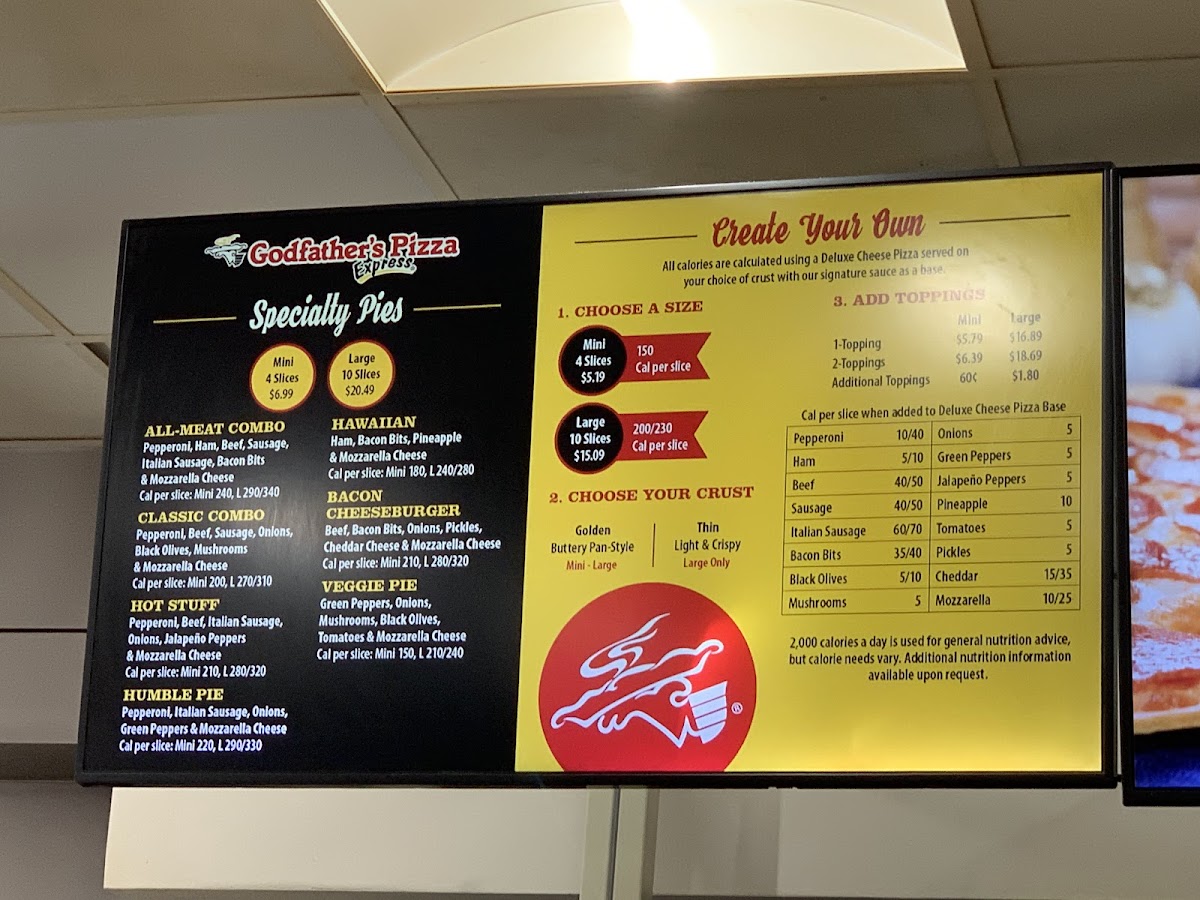 Godfather's Pizza
Express®
Specialty Pies
Mini
4 Slices
$6.99
Large
10 Slices
$20.49
ALL-MEAT COMBO
Pepperoni, Ham, Beef, Sausage,
Italian Sausage, Bacon Bits
& Mozzarella Cheese
Cal per slice: Mini 240, L 290/340
CLASSIC COMBO
Pepperoni, Beef, Sausage, Onions,
Black Olives, Mushrooms
& Mozzarella Cheese
Cal per slice: Mini 200, L 270/310
HOT STUFF
Pepperoni, Beef, Italian Sausage,
Onions, Jalapeño Peppers
& Mozzarella Cheese
Cal per slice: Mini 210, L 280/320
HUMBLE PIE
Pepperoni, Italian Sausage, Onions,
Green Peppers & Mozzarella Cheese
Cal per slice: Mini 220, L 290/330
HAWAIIAN
Ham, Bacon Bits, Pineapple
& Mozzarella Cheese
Cal per slice: Mini 180, L 240/280
BACON
CHEESEBURGER
Beef, Bacon Bits, Onions, Pickles,
Cheddar Cheese & Mozzarella Cheese
Cal per slice: Mini 210, L 280/320
VEGGIE PIE
Green Peppers, Onions,
Mushrooms, Black Olives,
Tomatoes & Mozzarella Cheese
Cal per slice: Mini 150, L 210/240
Create Your Own
All calories are calculated using a Deluxe Cheese Pizza served on
your choice of crust with our signature sauce as a base.
1. CHOOSE A SIZE
Mini
4 Slices
$5.19
150
Cal per slice
Large
10 Slices
$15.09
200/230
Cal per slice
2. CHOOSE YOUR CRUST
Golden
Buttery Pan-Style
Mini - Large
Thin
Light & Crispy
Large Only
®
3. ADD TOPPINGS
Mini Large
1-Topping $5.79 $16.89
2-Toppings $6.39 $18.69
Additional Toppings 60¢ $1.80
Cal per slice when added to Deluxe Cheese Pizza Base
Pepperoni 10/40 Onions 5
Ham 5/10 Green Peppers 5
Beef 40/50 Jalapeño Peppers 5
Sausage 40/50 Pineapple 10
Italian Sausage 60/70 Tomatoes 5
Bacon Bits 35/40 Pickles 5
Black Olives 5/10 Cheddar 15/35
Mushrooms 5 Mozzarella 10/25
2,000 calories a day is used for general nutrition advice,
but calorie needs vary. Additional nutrition information
available upon request.